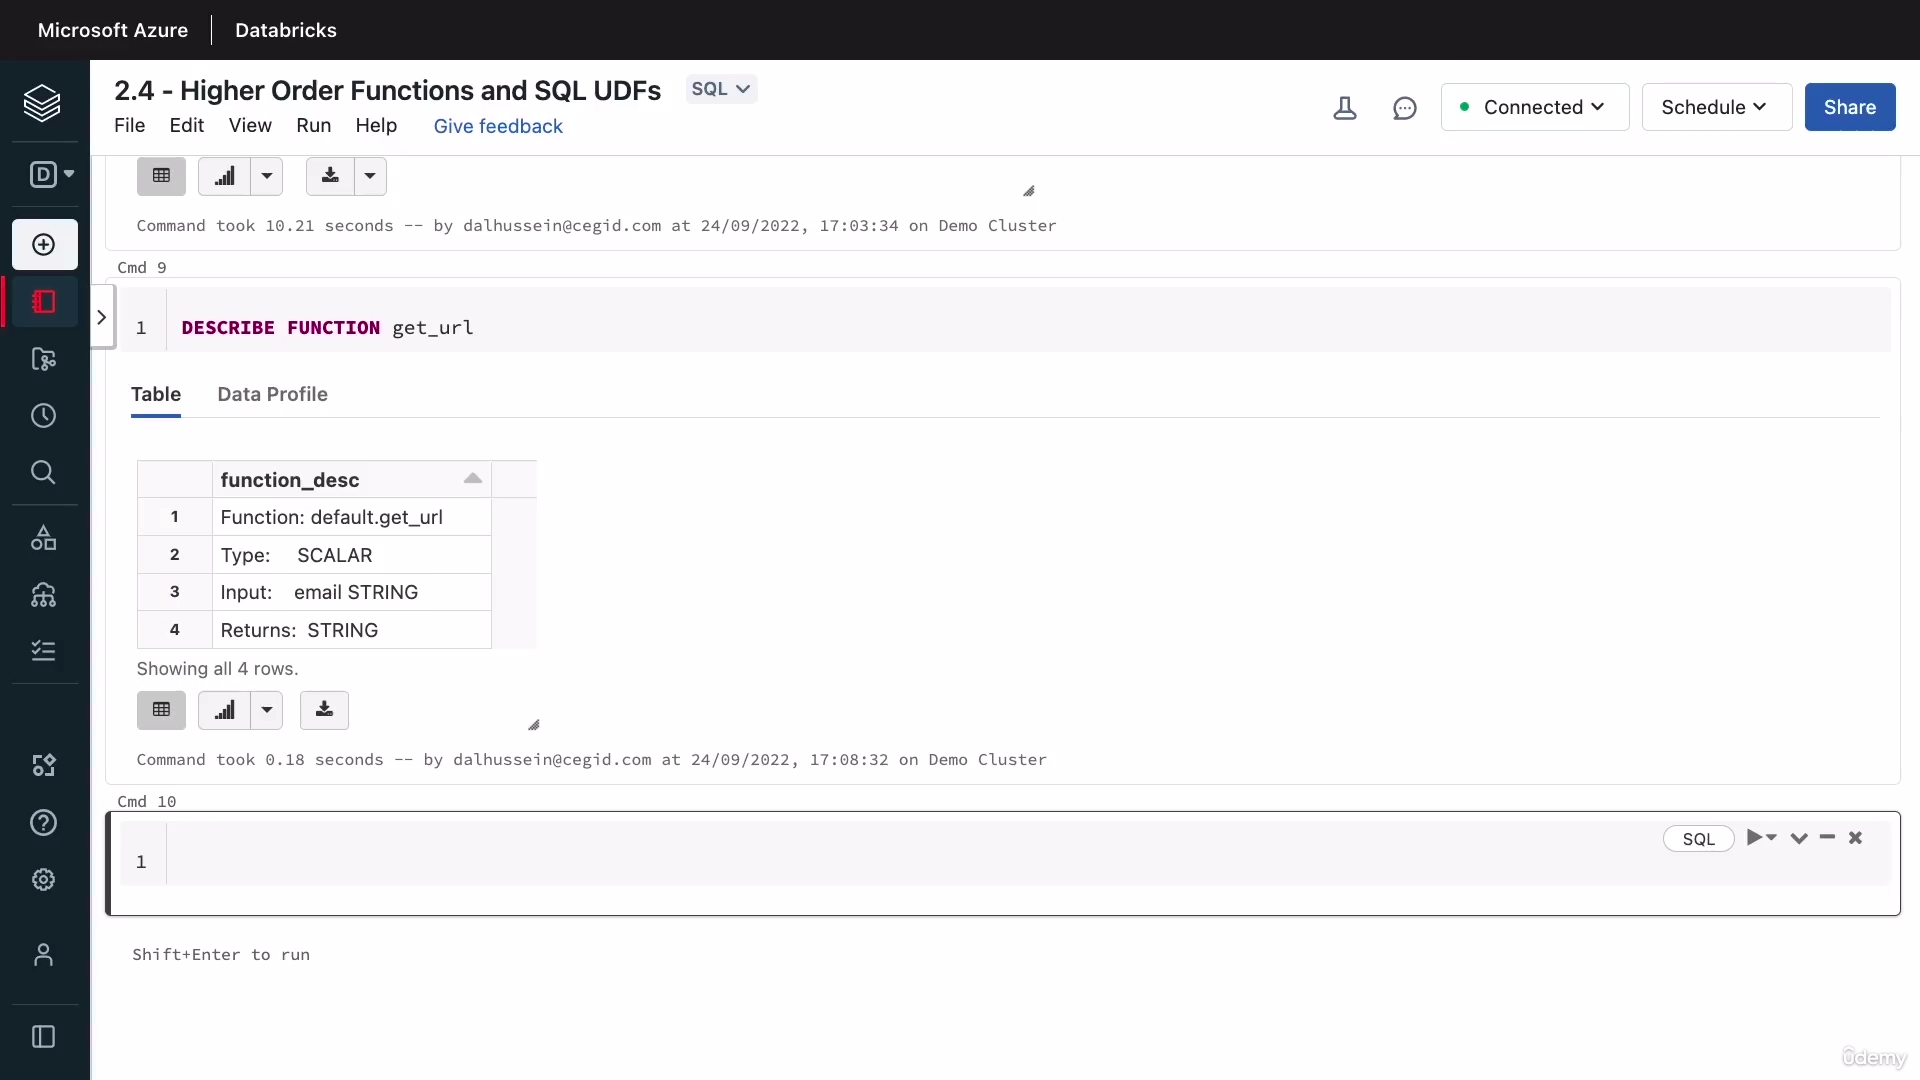 Microsoft Azure Databricks
2.4 - Higher Order Functions and SQL UDFs SQL
File Edit View Run Help Give feedback
Connected Schedule Share
D
Command took 10.21 seconds -- by dalhussein@cegid.com at 24/09/2022, 17:03:34 on Demo Cluster
Cmd 9
1 DESCRIBE FUNCTION get_url
Table Data Profile
function_desc
1 Function: default.get_url
2 Type: SCALAR
3 Input: email STRING
4 Returns: STRING
Showing all 4 rows.
Command took 0.18 seconds -- by dalhussein@cegid.com at 24/09/2022, 17:08:32 on Demo Cluster
Cmd 10
SQL
1
Shift+Enter to run
ûdemy